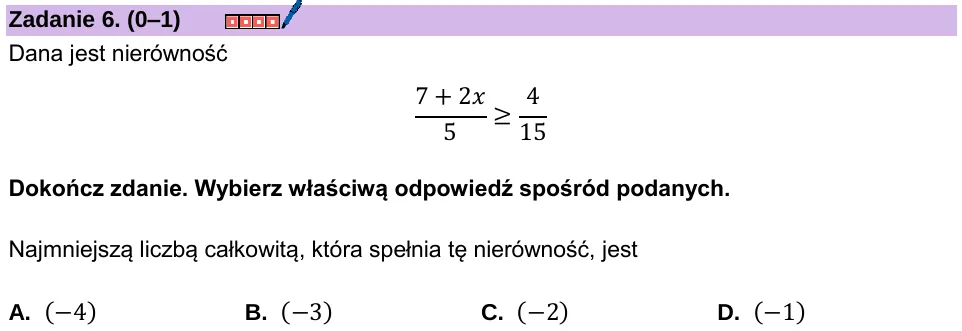 Zadanie 6. (0–1)
Dana jest nierówność
7 + 2x / 5 ≥ 4 / 15
Dokończ zdanie. Wybierz właściwą odpowiedź spośród podanych.
Najmniejszą liczbą całkowitą, która spełnia tę nierówność, jest
A. (−4) B. (−3) C. (−2) D. (−1)